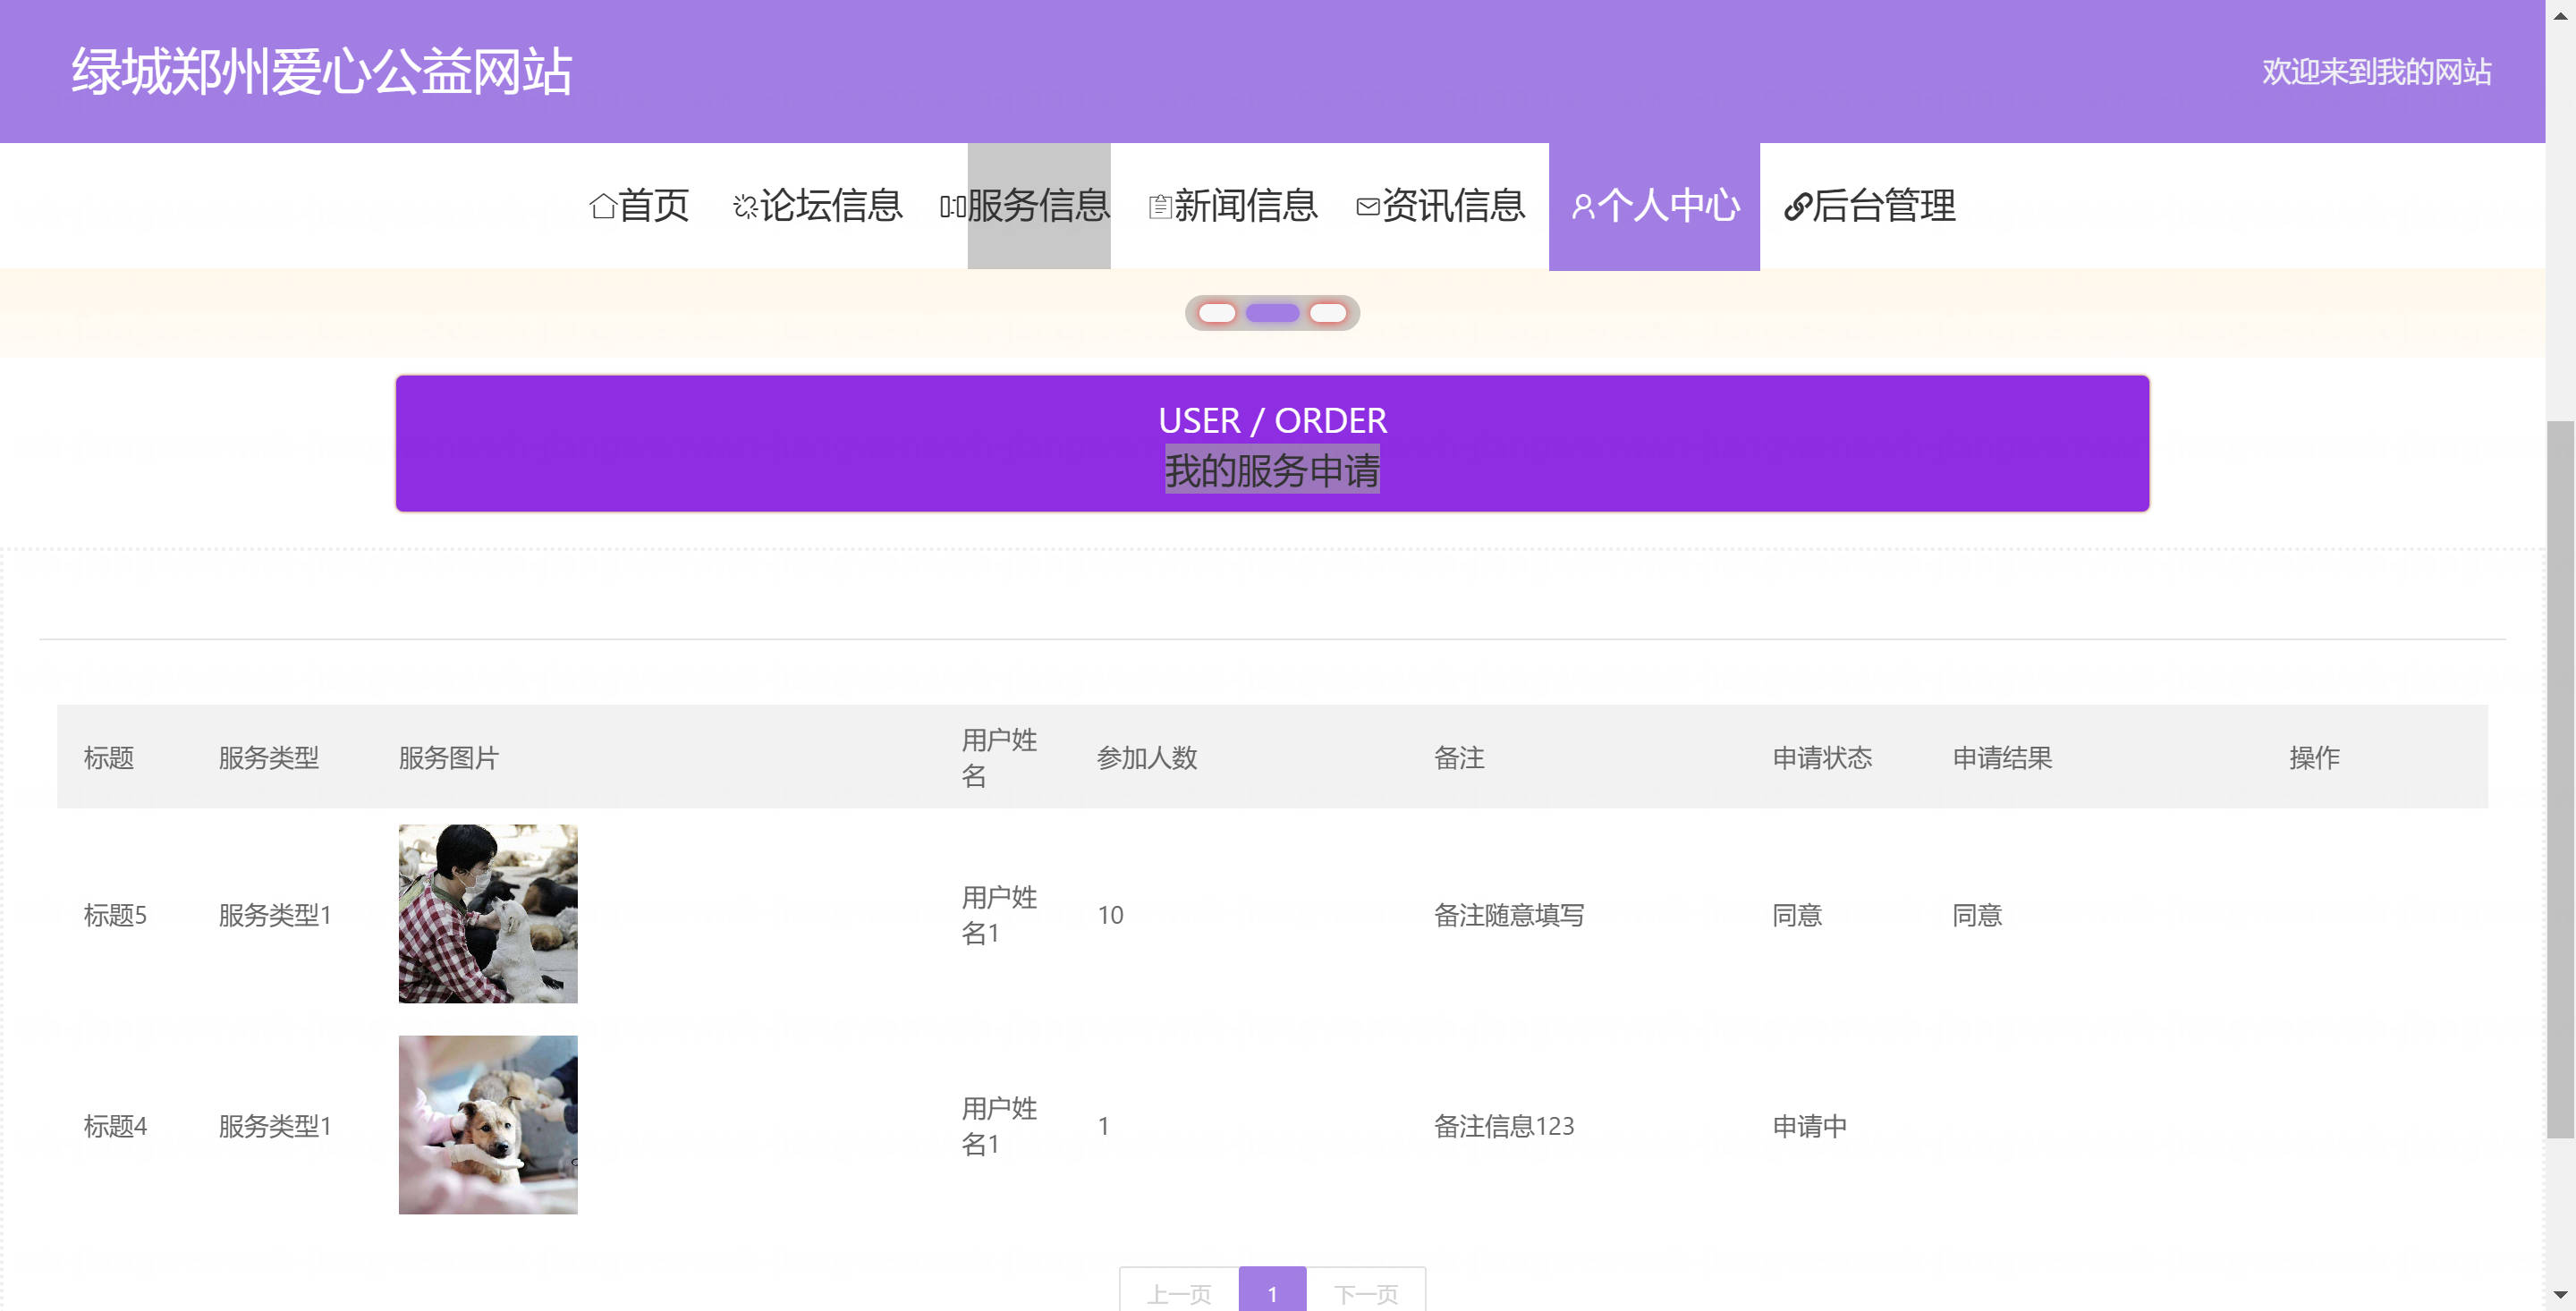 绿城郑州爱心公益网站
欢迎来到我的网站
首页 论坛信息 服务信息 新闻信息 资讯信息 个人中心 后台管理
USER / ORDER
我的服务申请
标题 服务类型 服务图片 用户姓名 参加人数 备注 申请状态 申请结果 操作
标题5 服务类型1 用户姓名1 10 备注随意填写 同意 同意
标题4 服务类型1 用户姓名1 1 备注信息123 申请中
上一页 1 下一页